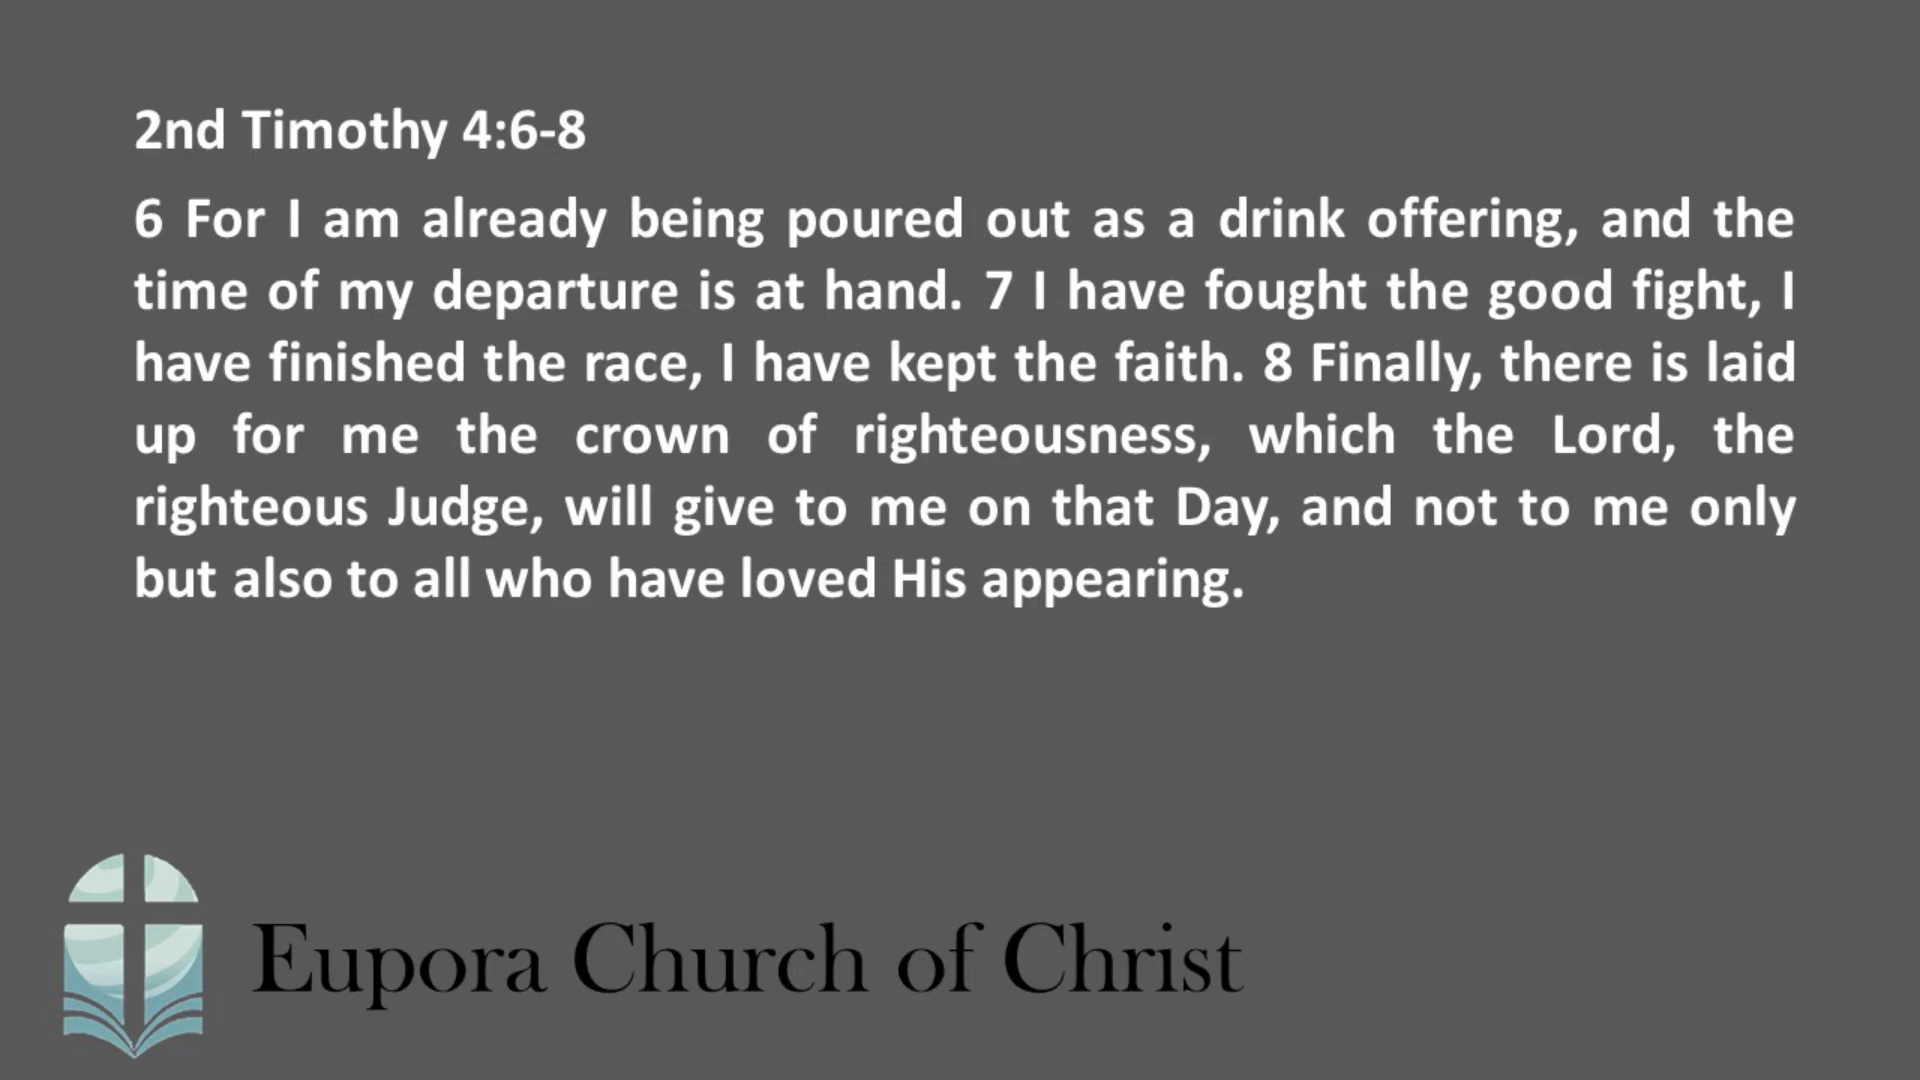 2nd Timothy 4:6-8
6 For I am already being poured out as a drink offering, and the
time of my departure is at hand. 7 I have fought the good fight, I
have finished the race, I have kept the faith. 8 Finally, there is laid
up for me the crown of righteousness, which the Lord, the
righteous Judge, will give to me on that Day, and not to me only
but also to all who have loved His appearing.
Eupora Church of Christ